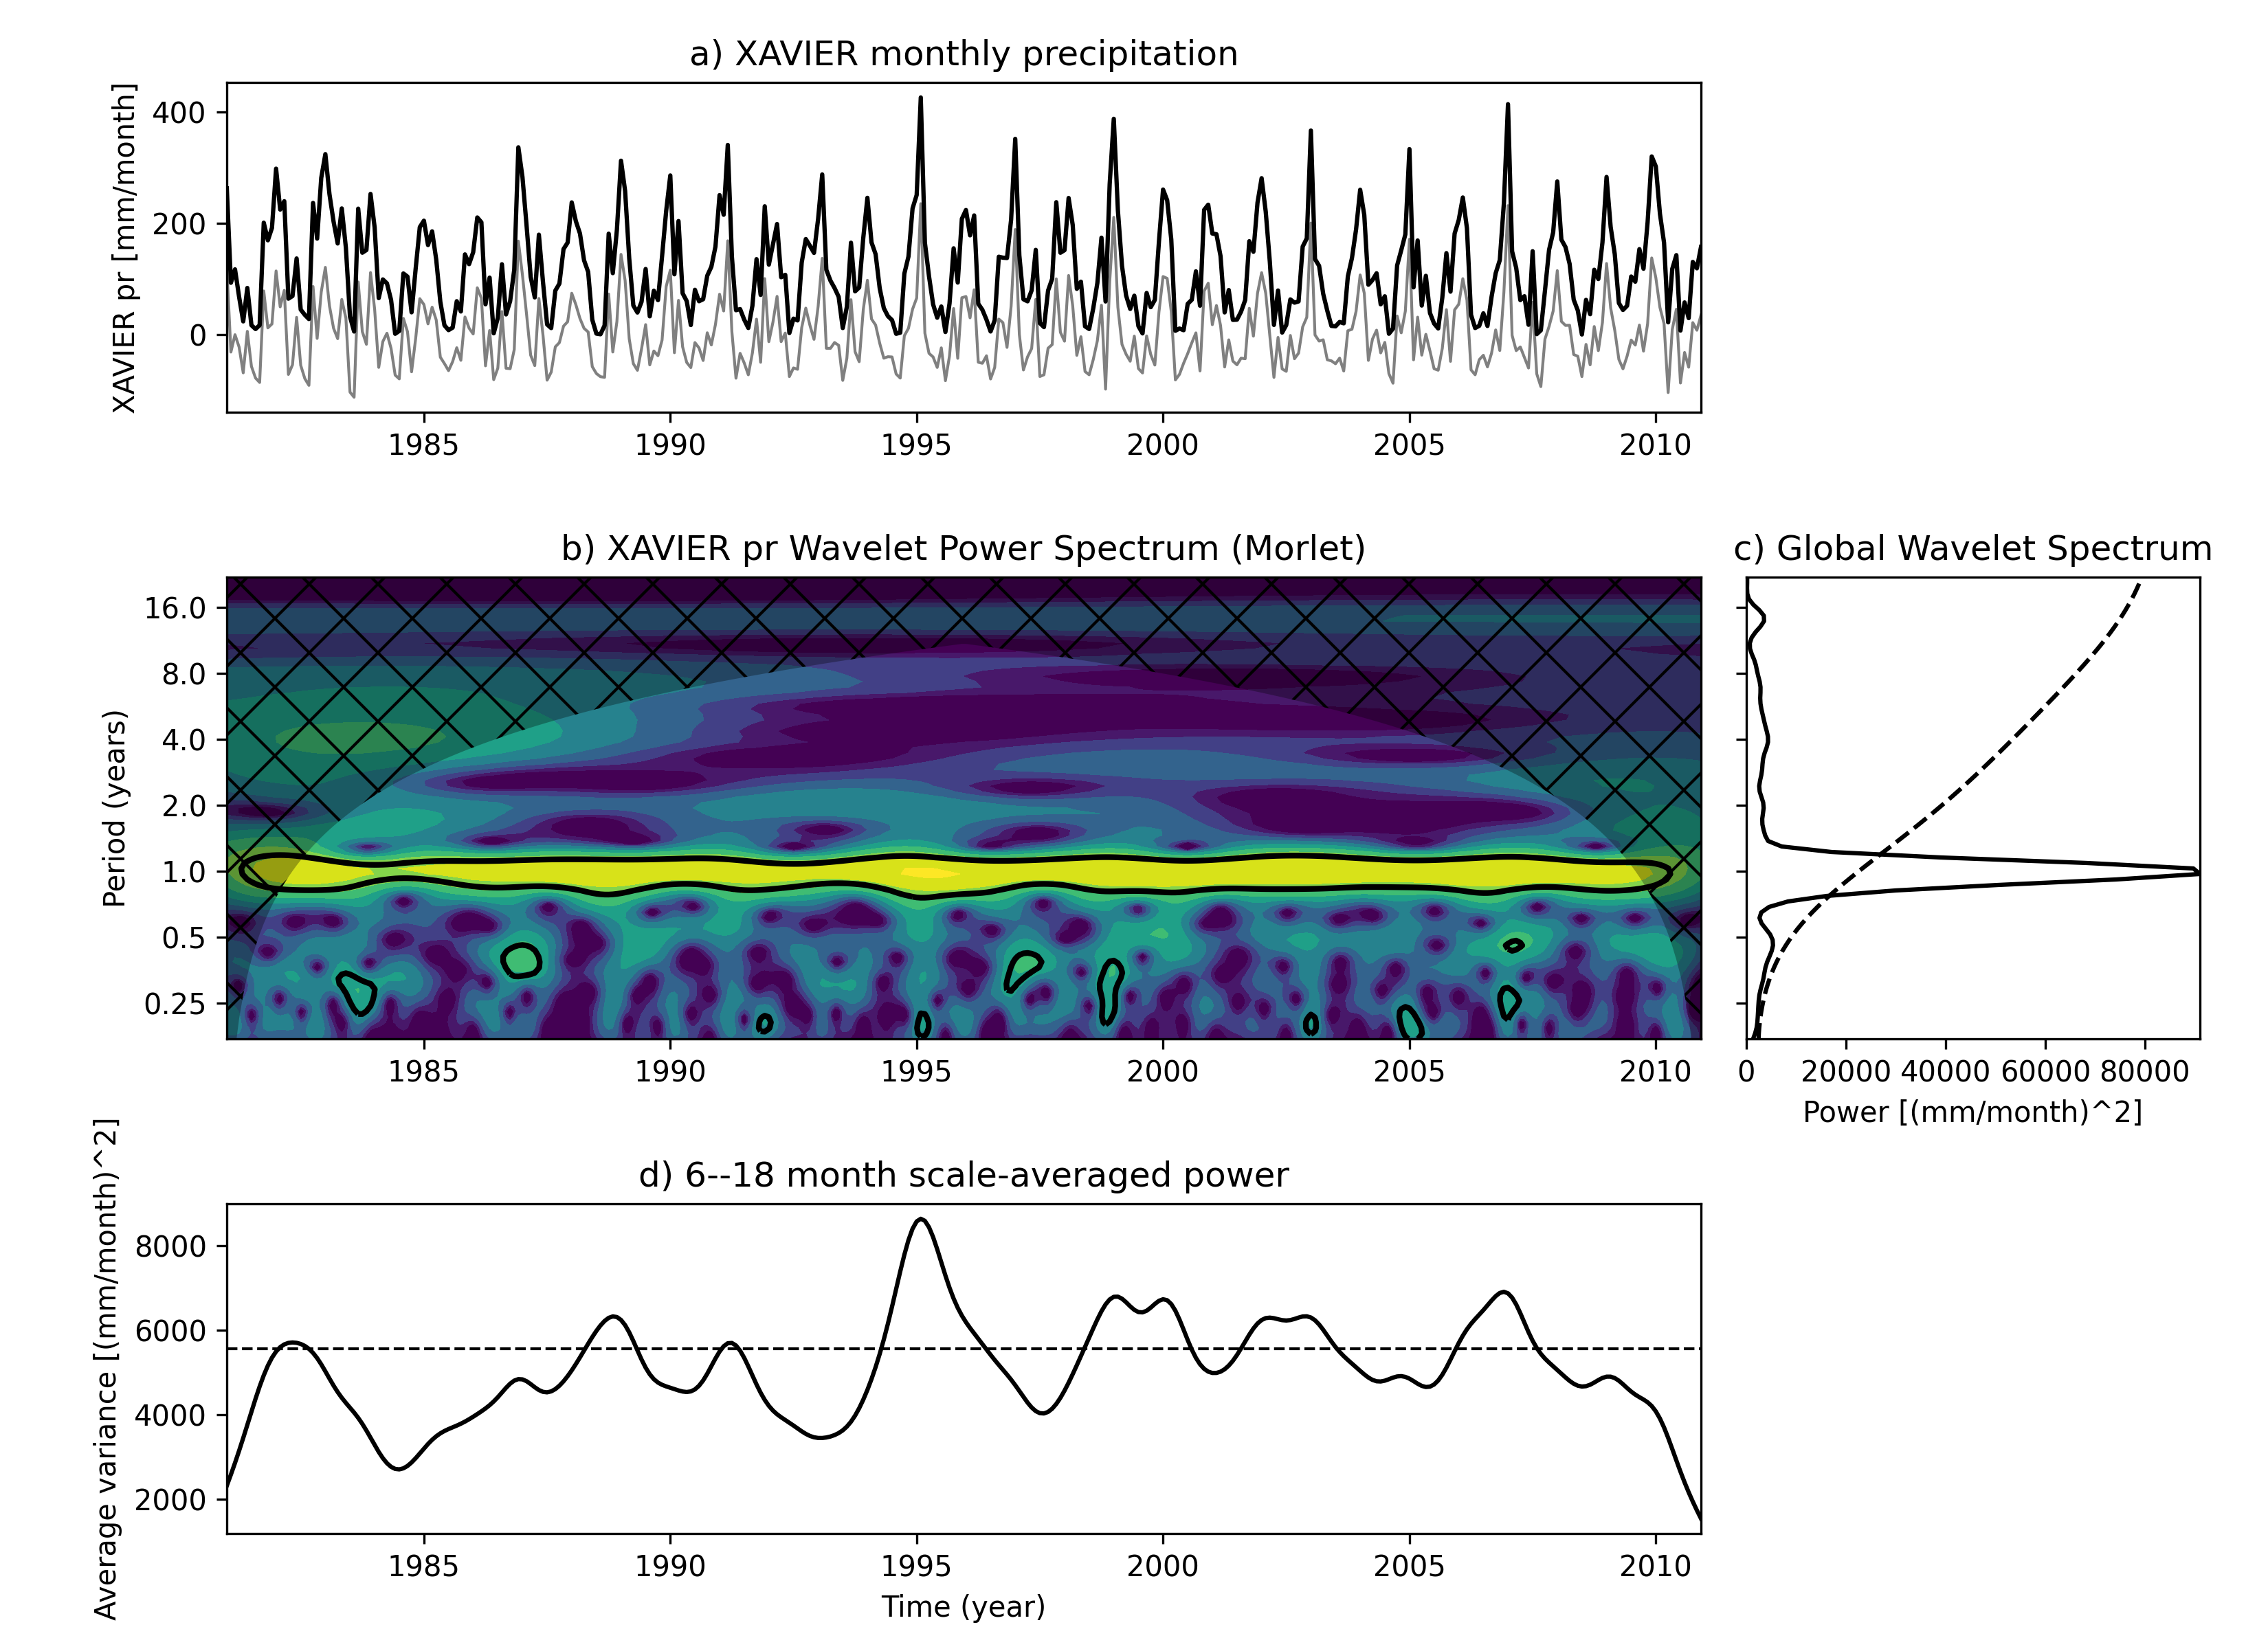 a) XAVIER monthly precipitation
XAVIER pr [mm/month]
400
200
0
1985 1990 1995 2000 2005 2010
b) XAVIER pr Wavelet Power Spectrum (Morlet)
Period (years)
16.0
8.0
4.0
2.0
1.0
0.5
0.25
1985 1990 1995 2000 2005 2010
c) Global Wavelet Spectrum
0 20000 40000 60000 80000
Power [(mm/month)^2]
d) 6--18 month scale-averaged power
Average variance [(mm/month)^2]
8000
6000
4000
2000
1985 1990 1995 2000 2005 2010
Time (year)